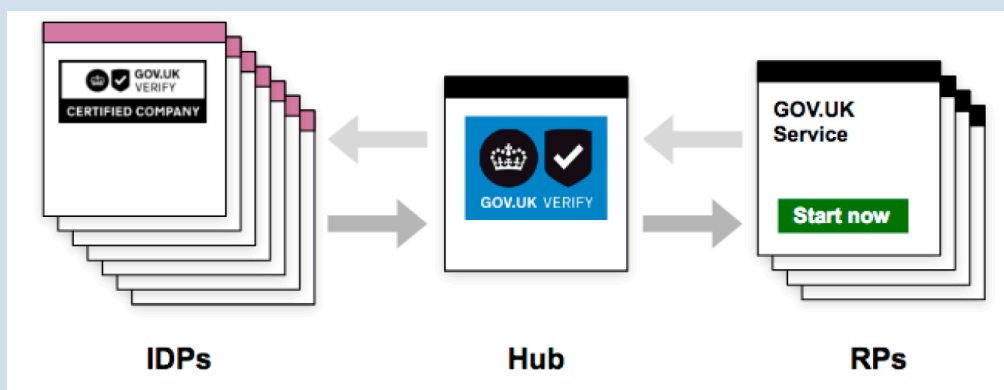 GOV.UK
VERIFY
CERTIFIED COMPANY
GOV.UK VERIFY
GOV.UK
Service
Start now
IDPs
Hub
RPs